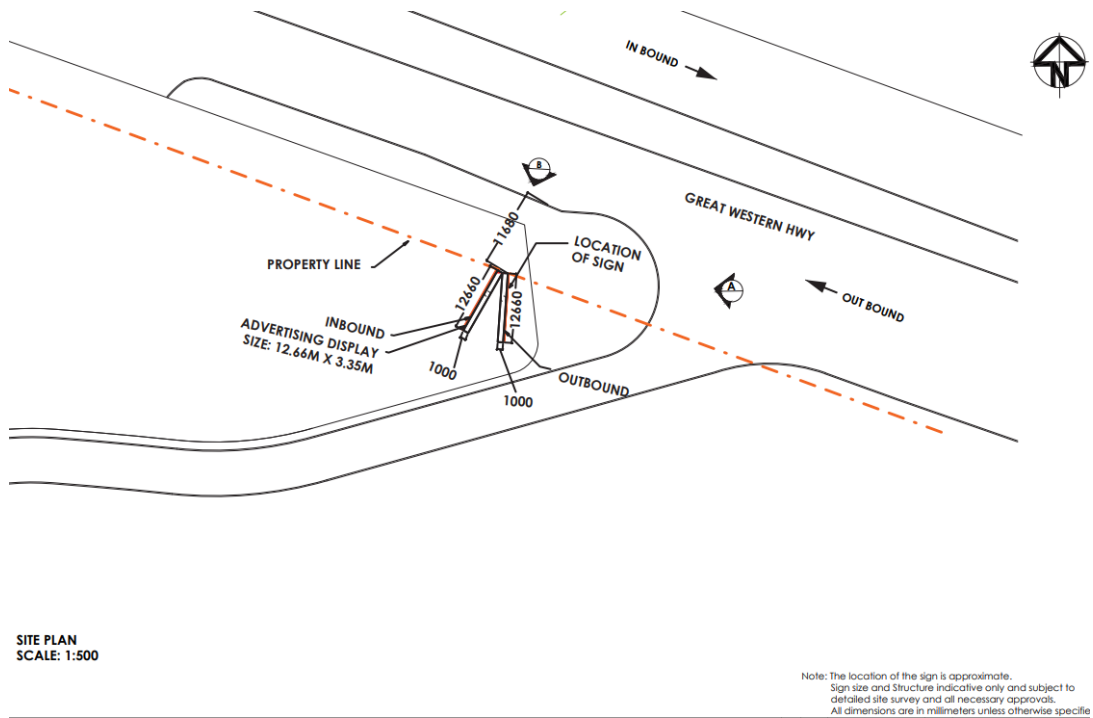 IN BOUND
N
B
GREAT WESTERN HWY
11680
LOCATION
OF SIGN
PROPERTY LINE
A
OUT BOUND
12660
12660
INBOUND
ADVERTISING DISPLAY
SIZE: 12.66M X 3.35M
1000
OUTBOUND
1000
SITE PLAN
SCALE: 1:500
Note: The location of the sign is approximate.
Sign size and Structure indicative only and subject to
detailed site survey and all necessary approvals.
All dimensions are in millimeters unless otherwise specifie